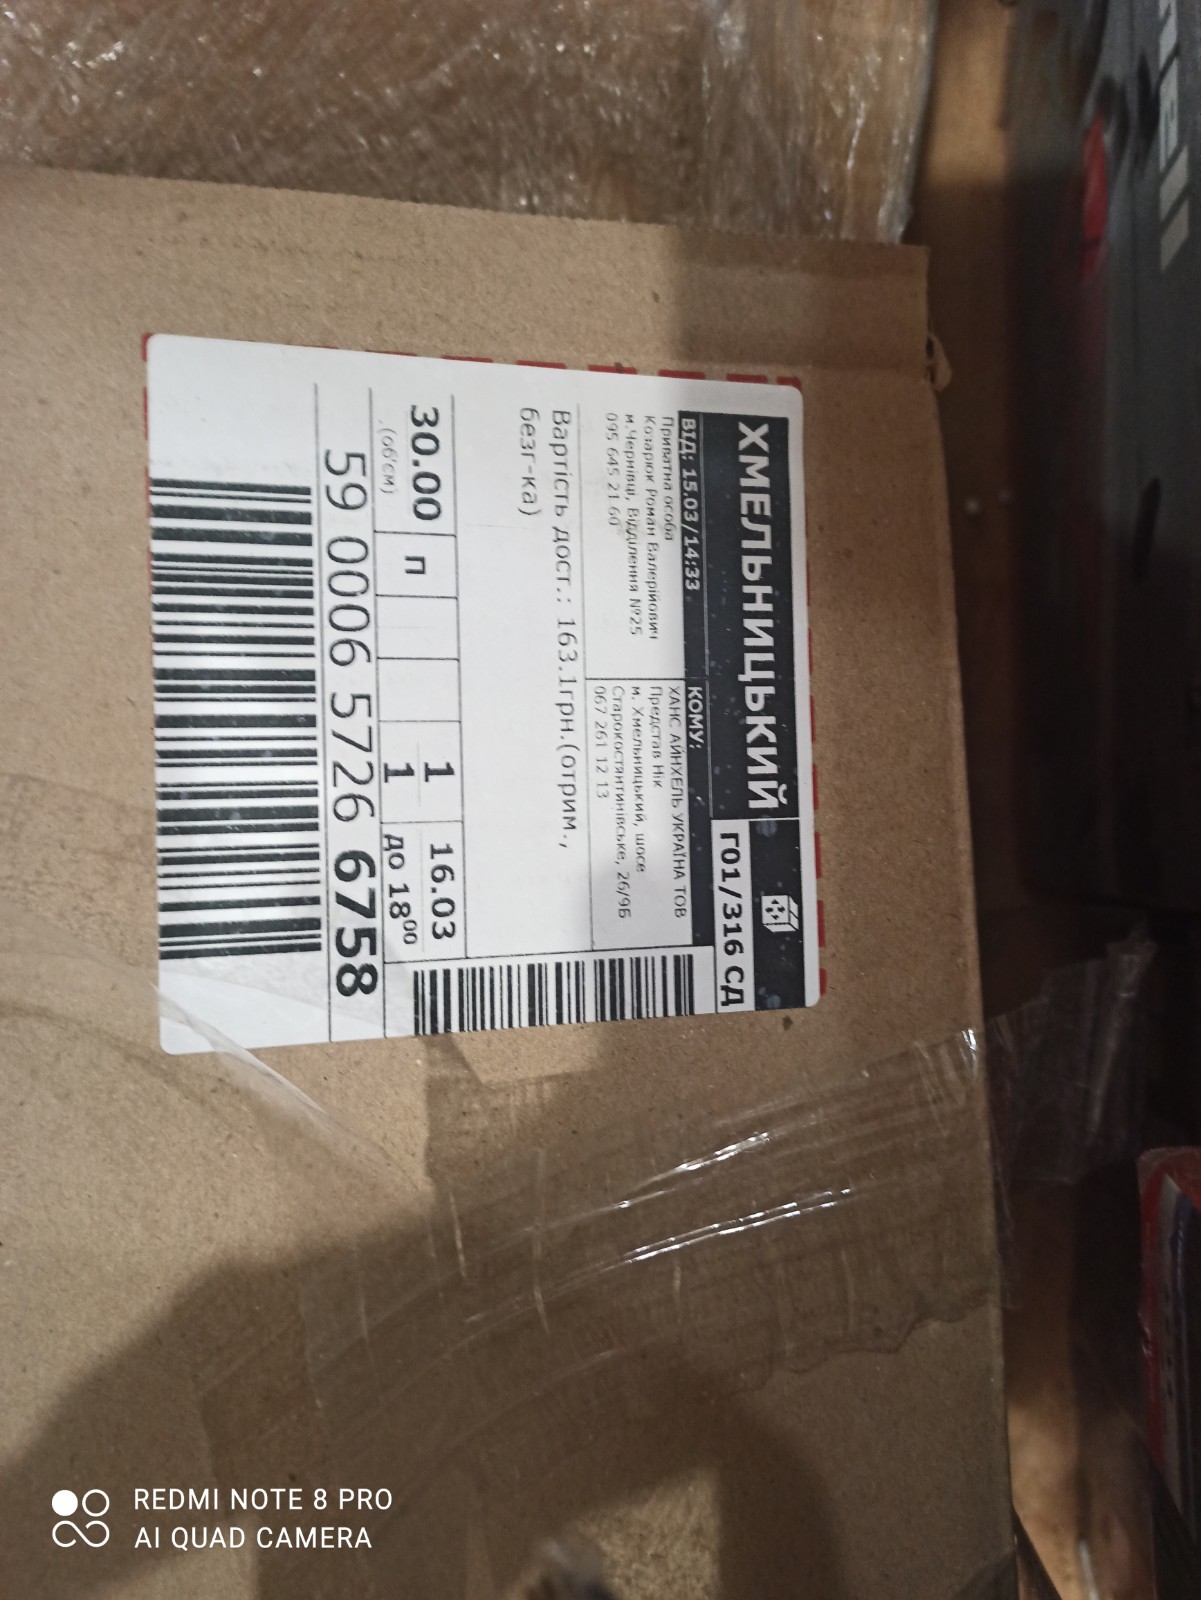 ХМЕЛЬНИЦЬКИЙ
Г01/316 СД
ВІД: 15.03/14:33
Приватна особа
Козарюк Роман Валерійович
м.Чернівці, Відділення №25
095 645 21 60
КОМУ:
ХАНС АЙНХЕЛЬ УКРАЇНА ТОВ
Представ Нік
м. Хмельницький, шосе
Старокостянтинівське, 26/9Б
067 261 12 13
Вартість дост.: 163.1грн.(отрим.,
безг-ка)
30.00
(об'єм)
П
1
1
16.03
до 18⁰⁰
59 0006 5726 6758
REDMI NOTE 8 PRO
AI QUAD CAMERA